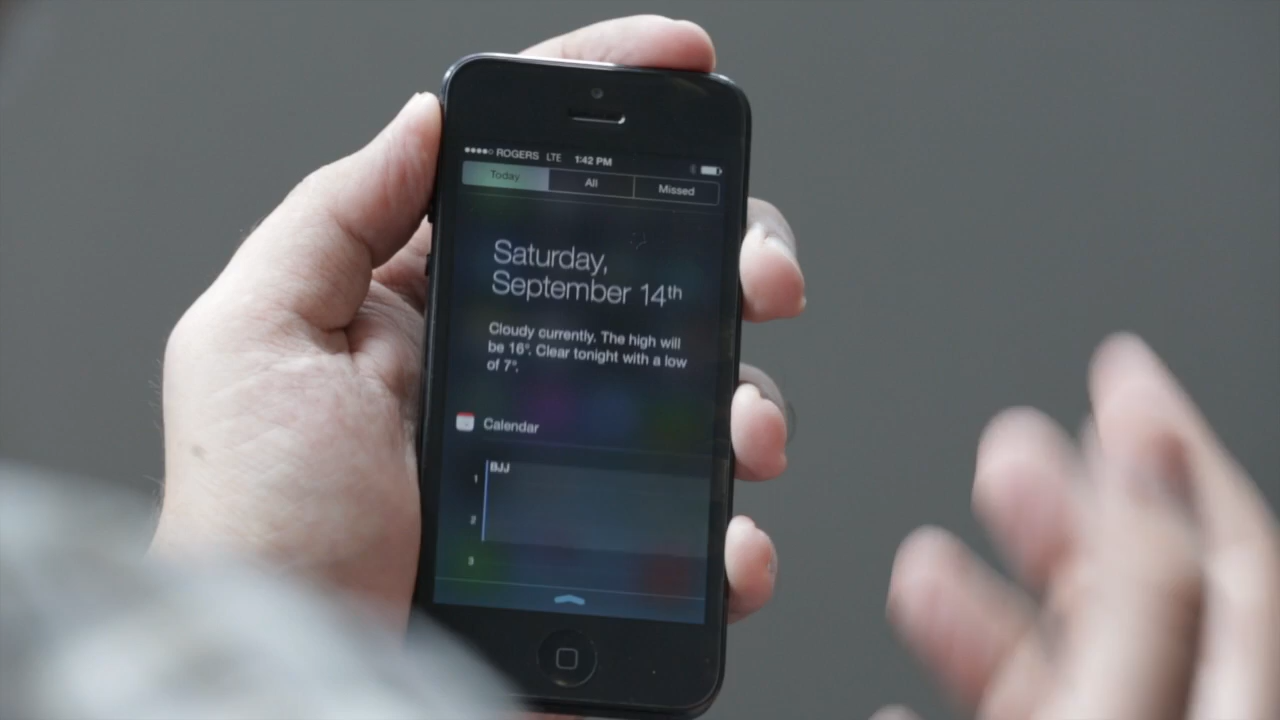 ROGERS LTE 1:42 PM
Today All Missed
Saturday,
September 14th
Cloudy currently. The high will
be 16°. Clear tonight with a low
of 7°.
Calendar
BJJ
1
2
3